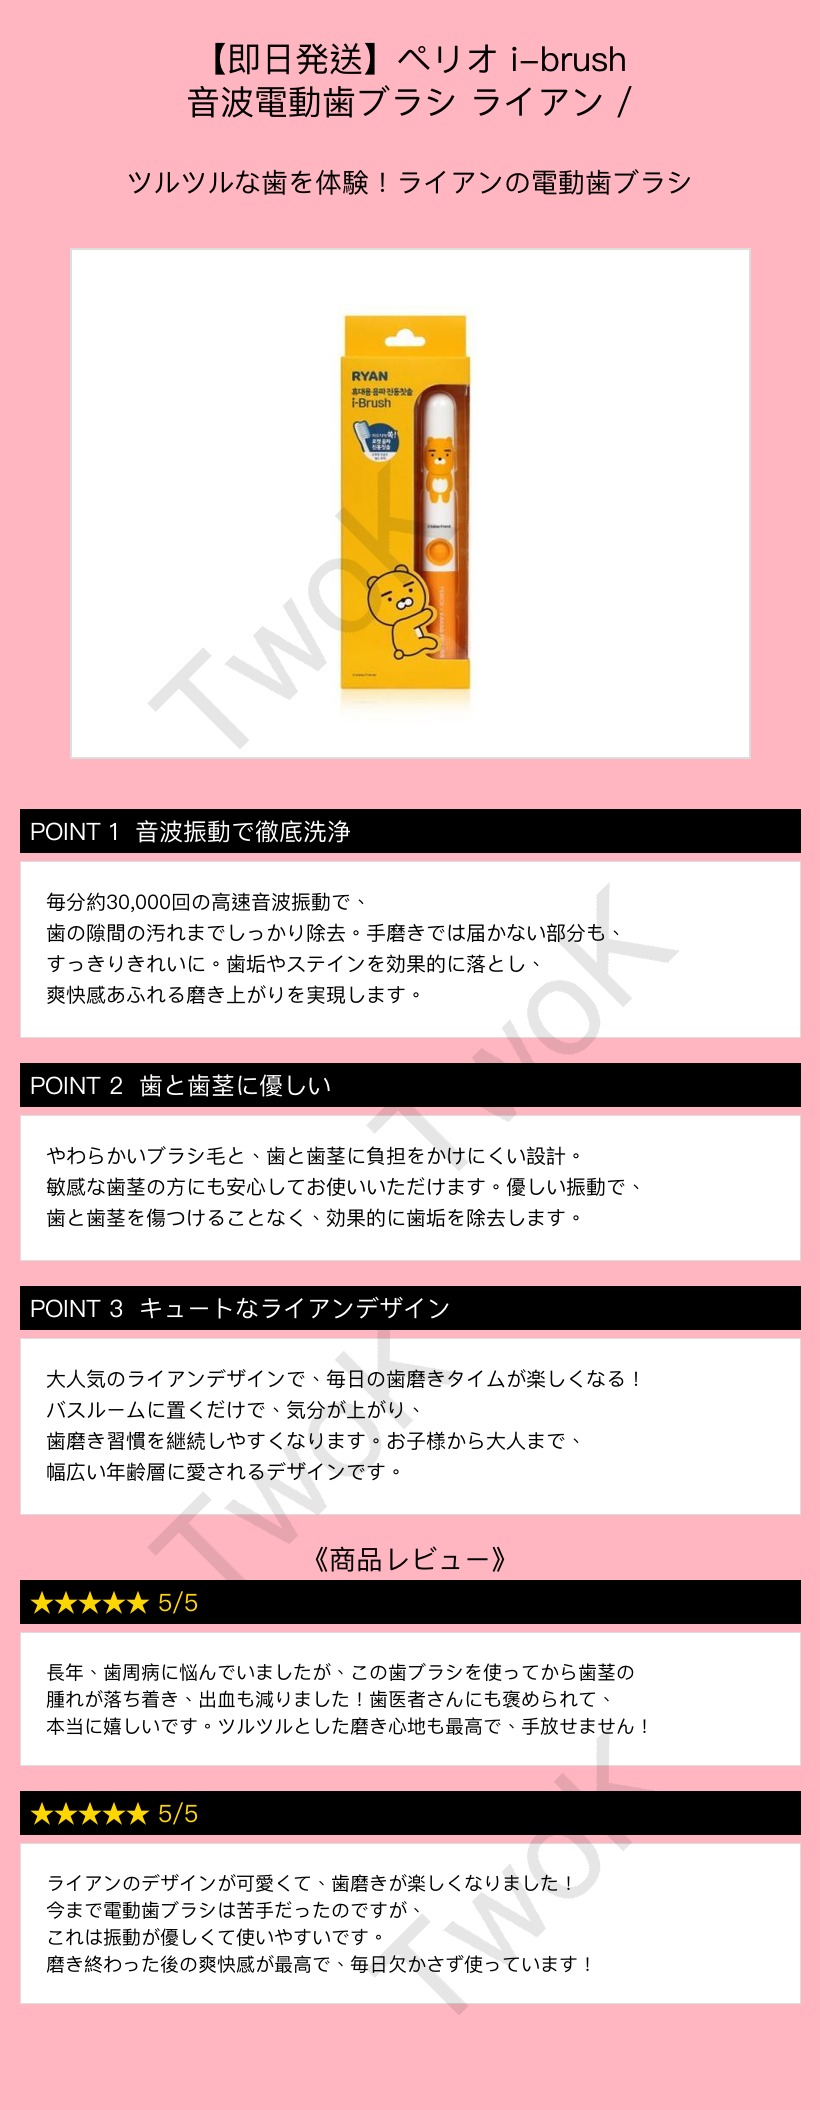 【即日発送】ペリオ i-brush
音波電動歯ブラシ ライアン /
ツルツルな歯を体験！ライアンの電動歯ブラシ
RYAN
휴대용 음파 진동칫솔
i-Brush
TwoK
POINT 1 音波振動で徹底洗浄
毎分約30,000回の高速音波振動で、
歯の隙間の汚れまでしっかり除去。手磨きでは届かない部分も、
すっきりきれいに。歯垢やステインを効果的に落とし、
爽快感あふれる磨き上がりを実現します。
TwoK
POINT 2 歯と歯茎に優しい
やわらかいブラシ毛と、歯と歯茎に負担をかけにくい設計。
敏感な歯茎の方にも安心してお使いいただけます。優しい振動で、
歯と歯茎を傷つけることなく、効果的に歯垢を除去します。
POINT 3 キュートなライアンデザイン
大人気のライアンデザインで、毎日の歯磨きタイムが楽しくなる！
バスルームに置くだけで、気分が上がり、
歯磨き習慣を継続しやすくなります。お子様から大人まで、
幅広い年齢層に愛されるデザインです。
TwoK
《商品レビュー》
★★★★★ 5/5
長年、歯周病に悩んでいましたが、この歯ブラシを使ってから歯茎の
腫れが落ち着き、出血も減りました！歯医者さんにも褒められて、
本当に嬉しいです。ツルツルとした磨き心地も最高で、手放せません！
★★★★★ 5/5
ライアンのデザインが可愛くて、歯磨きが楽しくなりました！
今まで電動歯ブラシは苦手だったのですが、
これは振動が優しくて使いやすいです。
磨き終わった後の爽快感が最高で、毎日欠かさず使っています！
TwoK